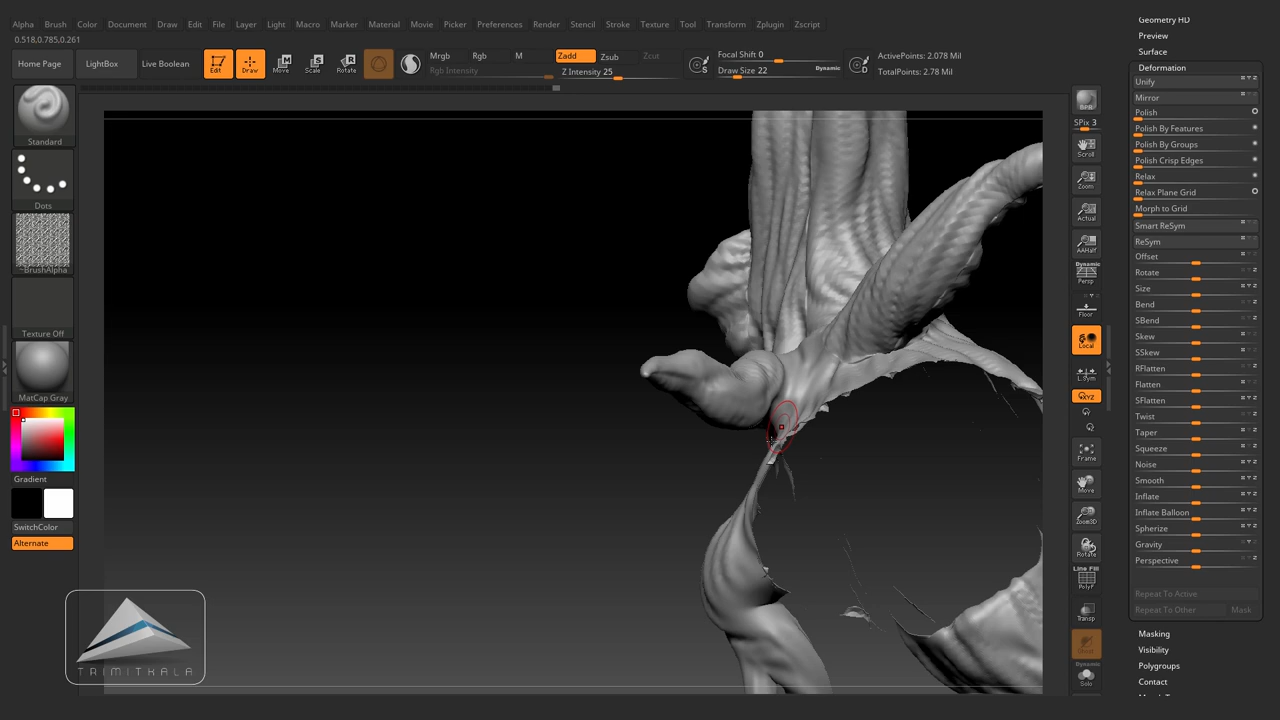 Alpha Brush Color Document Draw Edit File Layer Light Macro Marker Material Movie Picker Preferences Render Stencil Stroke Texture Tool Transform Zplugin Zscript
0.518,0.785,0.261
Home Page LightBox Live Boolean Edit Draw Move Scale Rotate
Mrgb Rgb M Zadd Zsub Zcut
Rgb Intensity Z Intensity 25
Focal Shift 0
Draw Size 22 Dynamic
ActivePoints: 2.078 Mil
TotalPoints: 2.78 Mil
Standard
Dots
~BrushAlpha
Texture Off
MatCap Gray
Gradient
SwitchColor
Alternate
TRIMITKALA
BPR
SPix 3
Scroll
Zoom
Actual
AAHalf
Dynamic
Persp
Floor
Local
L.Sym
XYZ
Frame
Move
Zoom3D
Rotate
Line Fill
PolyF
Transp
Ghost
Dynamic
Solo
Geometry HD
Preview
Surface
Deformation
Unify
Mirror
Polish
Polish By Features
Polish By Groups
Polish Crisp Edges
Relax
Relax Plane Grid
Morph to Grid
Smart ReSym
ReSym
Offset
Rotate
Size
Bend
SBend
Skew
SSkew
RFlatten
Flatten
SFlatten
Twist
Taper
Squeeze
Noise
Smooth
Inflate
Inflate Balloon
Spherize
Gravity
Perspective
Repeat To Active
Repeat To Other Mask
Masking
Visibility
Polygroups
Contact